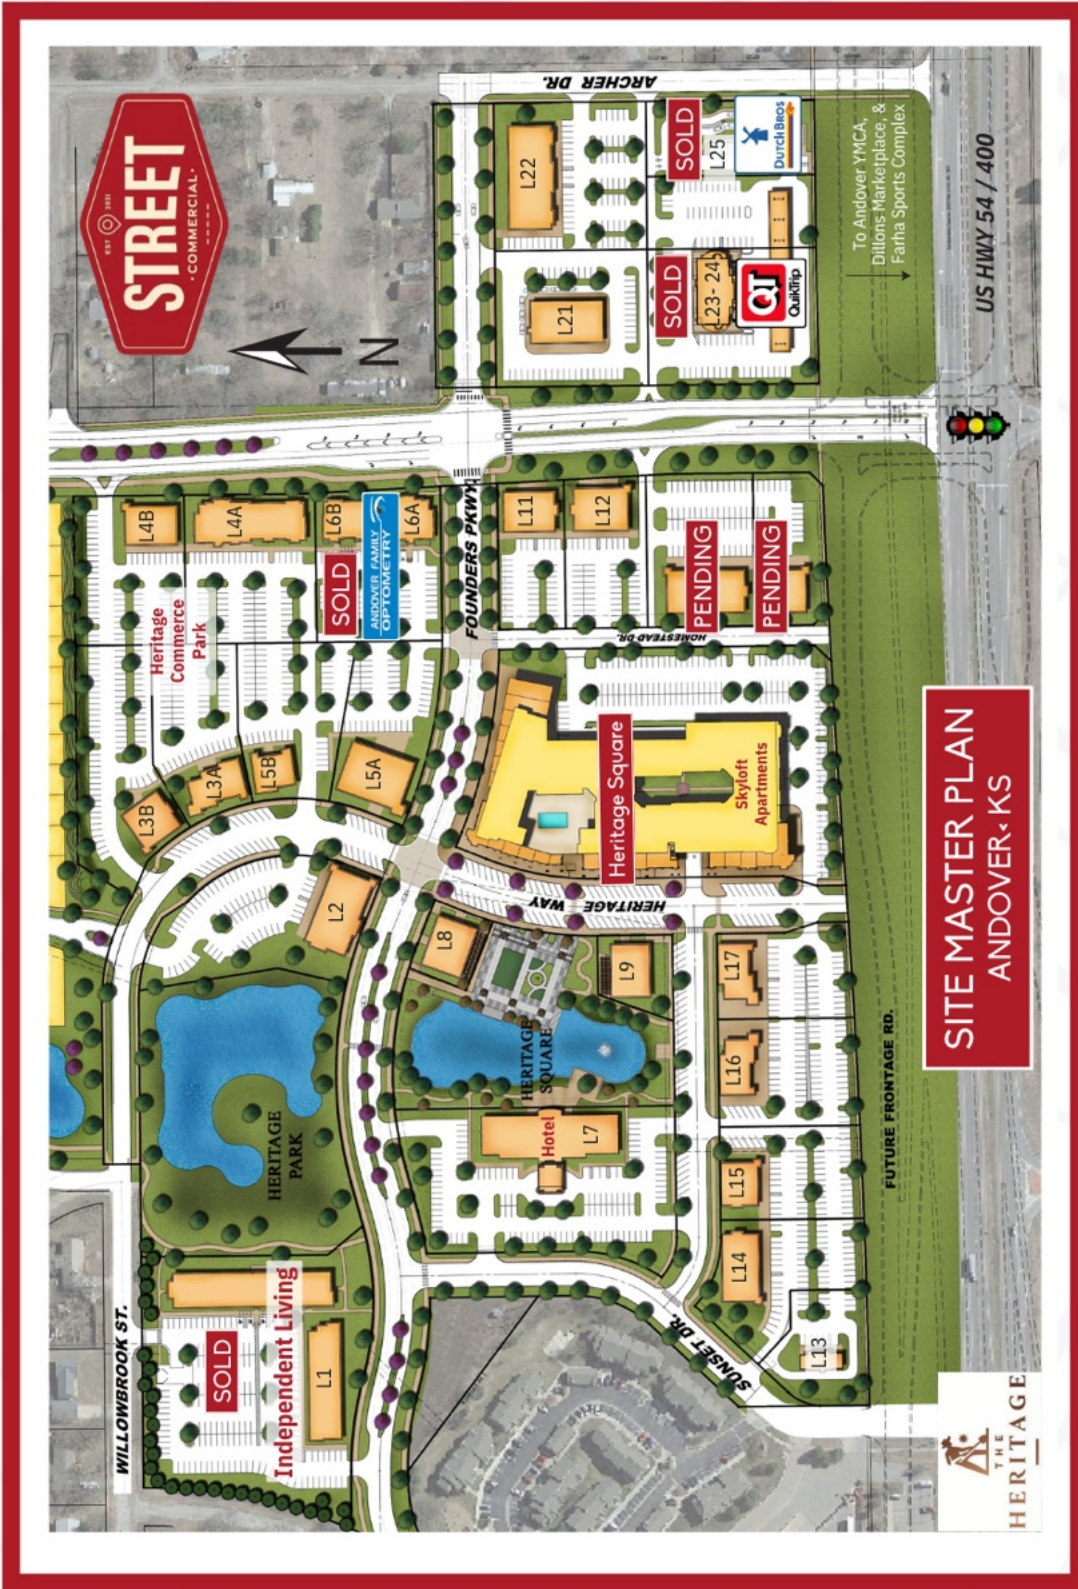 EST 2021
STREET
·COMMERCIAL·
N
ARCHER DR.
L22
L21
SOLD
L25
DUTCH BROS
SOLD
L23- 24
QT
QuikTrip
To Andover YMCA,
Dillons Marketplace, &
Farha Sports Complex
US HWY 54 / 400
L4B
L4A
L6B
L6A
SOLD
ANDOVER FAMILY
OPTOMETRY
Heritage
Commerce
Park
FOUNDERS PKWY
L11
L12
PENDING
PENDING
HOMESTEAD DR.
L3B
L3A
L5B
L5A
Heritage Square
Skyloft
Apartments
L2
HERITAGE WAY
L8
L9
HERITAGE
SQUARE
L17
L16
HERITAGE
PARK
Hotel
L7
L15
L14
L13
SUNSET DR.
FUTURE FRONTAGE RD.
WILLOWBROOK ST.
SOLD
Independent Living
L1
SITE MASTER PLAN
ANDOVER, KS
THE
HERITAGE